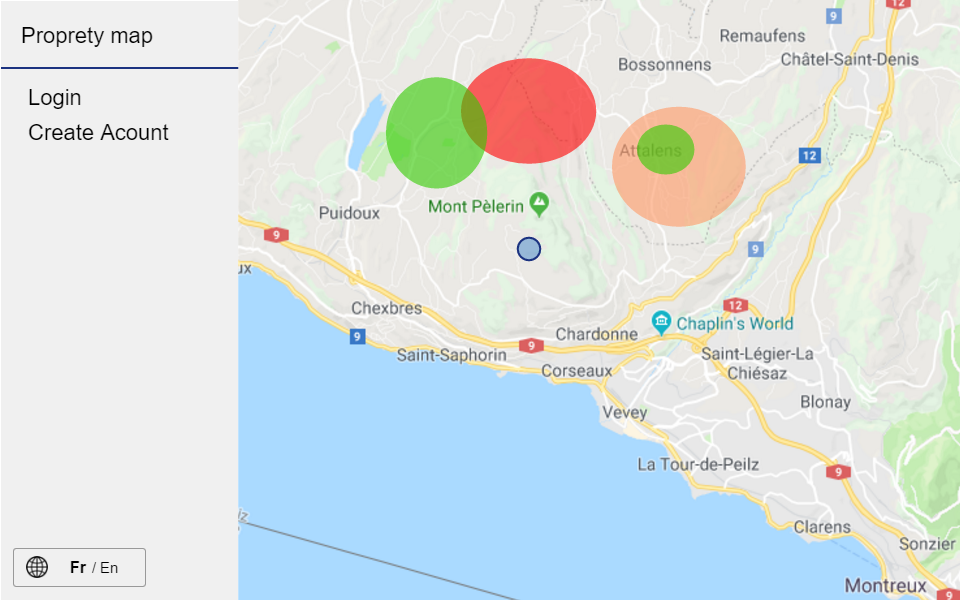 Proprety map
Login
Create Acount
Fr / En
12
9
Remaufens
Châtel-Saint-Denis
Bossonnens
Attalens
12
Mont Pèlerin
Puidoux
9
9
ux
12
Chexbres
Chaplin's World
9
Chardonne
9
Saint-Saphorin
Saint-Légier-La
Chiésaz
Corseaux
Blonay
Vevey
La Tour-de-Peilz
9
Clarens
Sonzier
Montreux
9